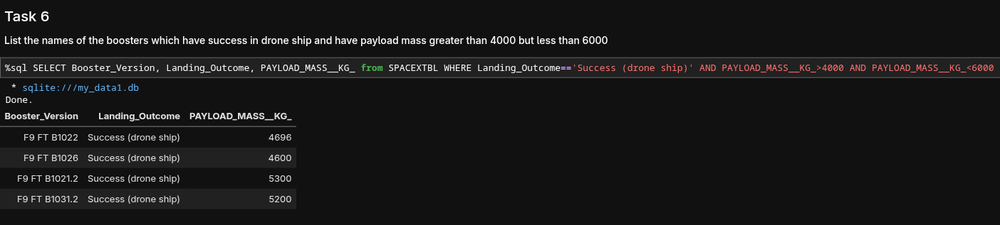 Task 6
List the names of the boosters which have success in drone ship and have payload mass greater than 4000 but less than 6000
%sql SELECT Booster_Version, Landing_Outcome, PAYLOAD_MASS__KG_ from SPACEXTBL WHERE Landing_Outcome=='Success (drone ship)' AND PAYLOAD_MASS__KG_>4000 AND PAYLOAD_MASS__KG_<6000
* sqlite:///my_data1.db
Done.
Booster_Version Landing_Outcome PAYLOAD_MASS__KG_
F9 FT B1022 Success (drone ship) 4696
F9 FT B1026 Success (drone ship) 4600
F9 FT B1021.2 Success (drone ship) 5300
F9 FT B1031.2 Success (drone ship) 5200